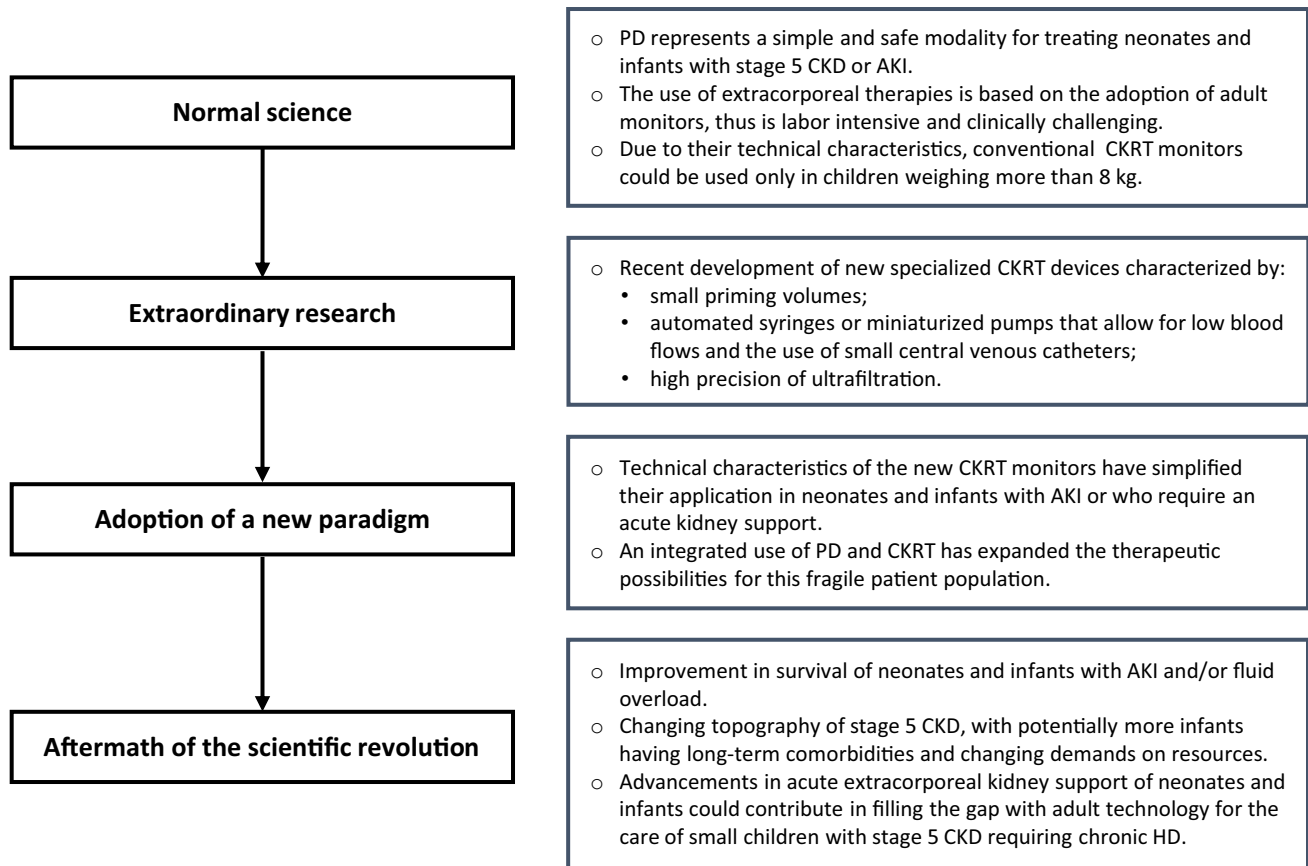 Normal science
○ PD represents a simple and safe modality for treating neonates and
infants with stage 5 CKD or AKI.
○ The use of extracorporeal therapies is based on the adoption of adult
monitors, thus is labor intensive and clinically challenging.
○ Due to their technical characteristics, conventional CKRT monitors
could be used only in children weighing more than 8 kg.
Extraordinary research
○ Recent development of new specialized CKRT devices characterized by:
• small priming volumes;
• automated syringes or miniaturized pumps that allow for low blood
flows and the use of small central venous catheters;
• high precision of ultrafiltration.
Adoption of a new paradigm
○ Technical characteristics of the new CKRT monitors have simplified
their application in neonates and infants with AKI or who require an
acute kidney support.
○ An integrated use of PD and CKRT has expanded the therapeutic
possibilities for this fragile patient population.
Aftermath of the scientific revolution
○ Improvement in survival of neonates and infants with AKI and/or fluid
overload.
○ Changing topography of stage 5 CKD, with potentially more infants
having long-term comorbidities and changing demands on resources.
○ Advancements in acute extracorporeal kidney support of neonates and
infants could contribute in filling the gap with adult technology for the
care of small children with stage 5 CKD requiring chronic HD.